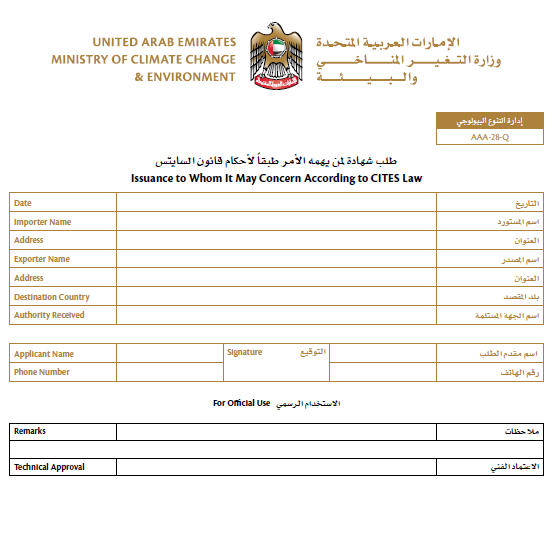 UNITED ARAB EMIRATES
MINISTRY OF CLIMATE CHANGE
& ENVIRONMENT
الإمارات العربية المتحدة
وزارة التغير المناخي
والبيئة
إدارة التنوع البيولوجي
AAA-28-Q
طلب شهادة لمن يهمه الأمر طبقاً لأحكام قانون السايتس
Issuance to Whom It May Concern According to CITES Law
Date التاريخ
Importer Name اسم المستورد
Address العنوان
Exporter Name اسم المصدر
Address العنوان
Destination Country بلد المقصد
Authority Received اسم الجهة المستلمة
Applicant Name Signature التوقيع اسم مقدم الطلب
Phone Number رقم الهاتف
For Official Use الاستخدام الرسمي
Remarks ملاحظات
Technical Approval الاعتماد الفني